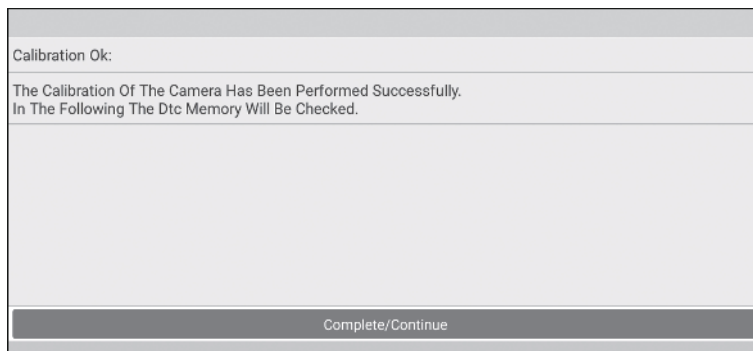 Calibration Ok:
The Calibration Of The Camera Has Been Performed Successfully.
In The Following The Dtc Memory Will Be Checked.
Complete/Continue